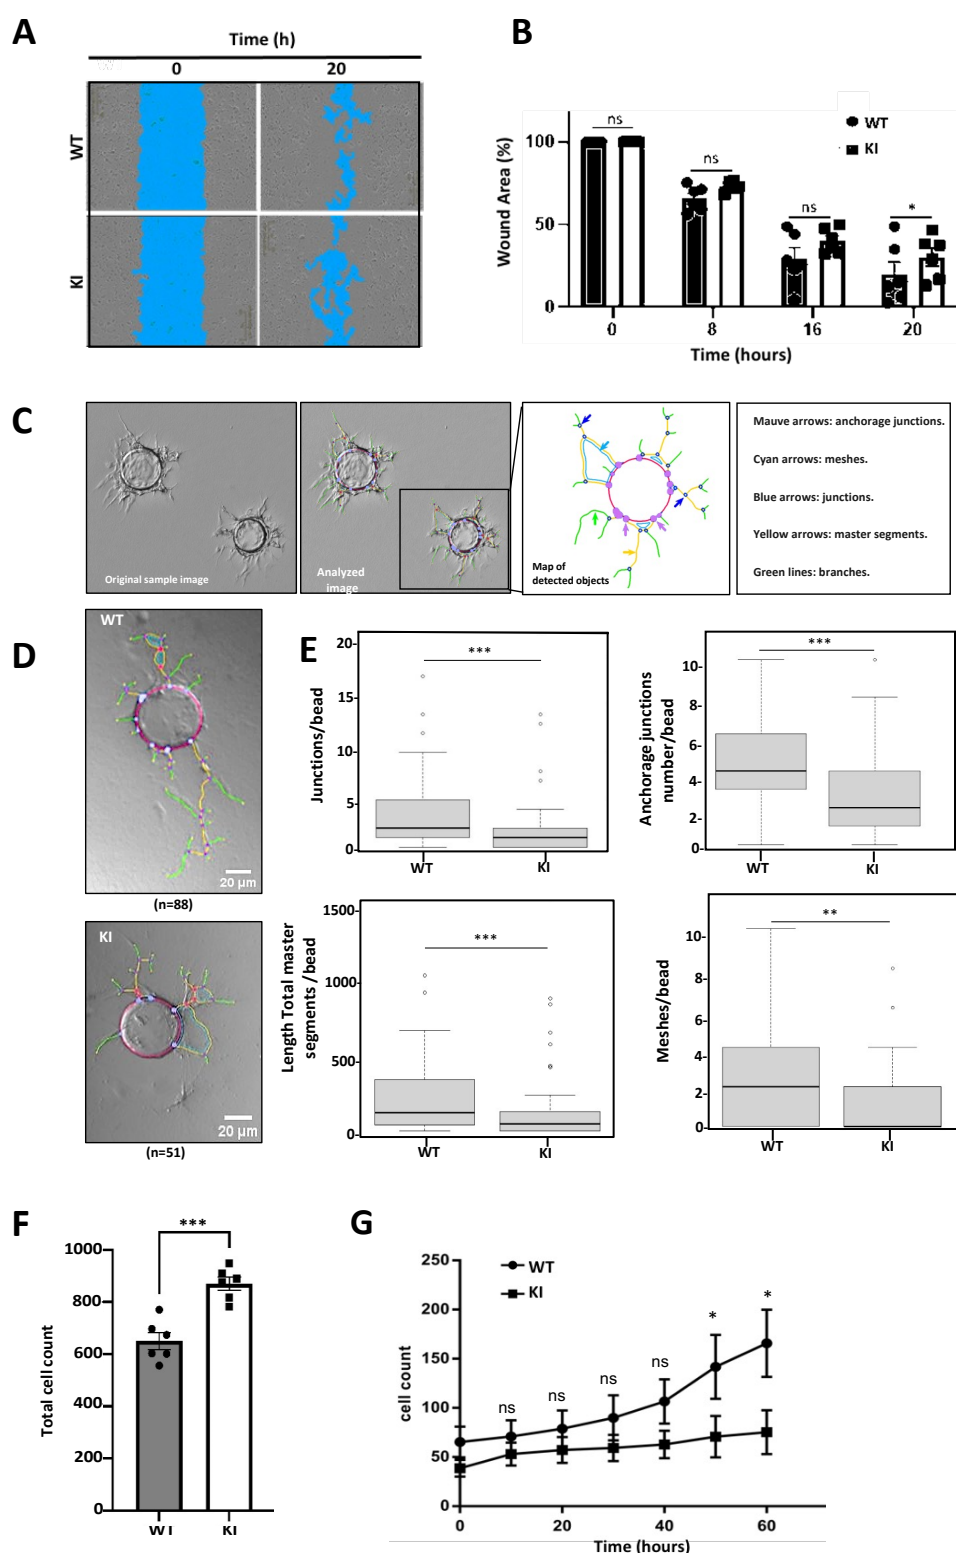 A
Time (h)
0
20
WT
KI
B
Wound Area (%)
100
50
0
ns
ns
ns
*
WT
KI
0
8
16
20
Time (hours)
C
Original sample image
Analyzed
image
Map of
detected objects
Mauve arrows: anchorage junctions.
Cyan arrows: meshes.
Blue arrows: junctions.
Yellow arrows: master segments.
Green lines: branches.
D
WT
20 µm
(n=88)
KI
20 µm
(n=51)
E
Junctions/bead
20
15
10
5
0
***
WT
KI
Anchorage junctions
number/bead
10
8
6
4
2
0
***
WT
KI
Length Total master
segments /bead
1500
1000
500
0
***
WT
KI
Meshes/bead
10
8
6
4
2
0
**
WT
KI
F
Total cell count
1000
800
600
400
200
0
***
WT
KI
G
cell count
250
200
150
100
50
0
WT
KI
ns
ns
ns
ns
*
*
0
20
40
60
Time (hours)